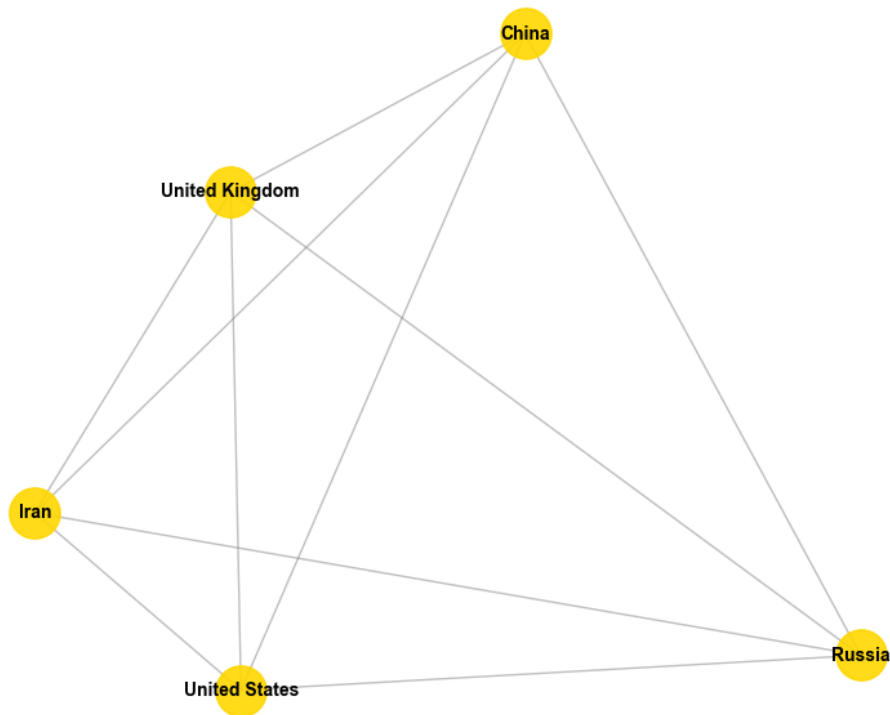 China
United Kingdom
Iran
Russia
United States